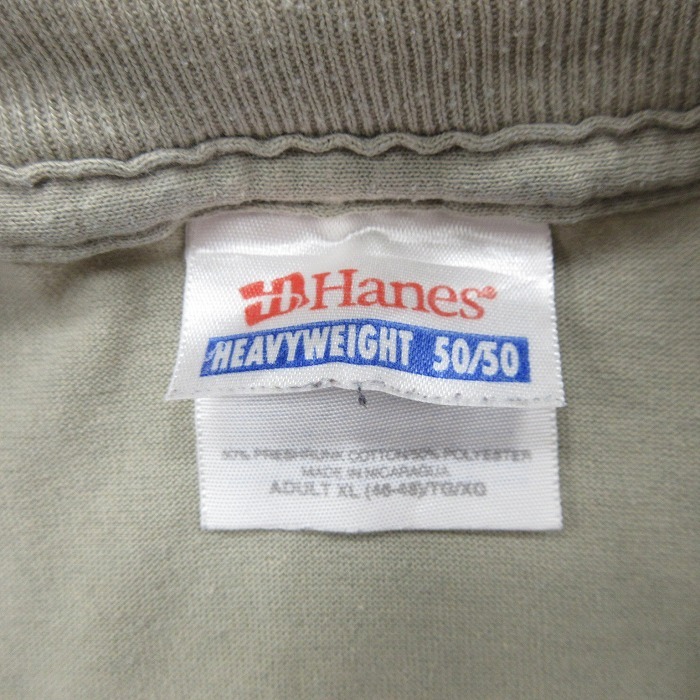 Hanes®
HEAVYWEIGHT 50/50
50% PRESHRUNK COTTON/50% POLYESTER
MADE IN NICARAGUA
ADULT XL (46-48)/TG/XG